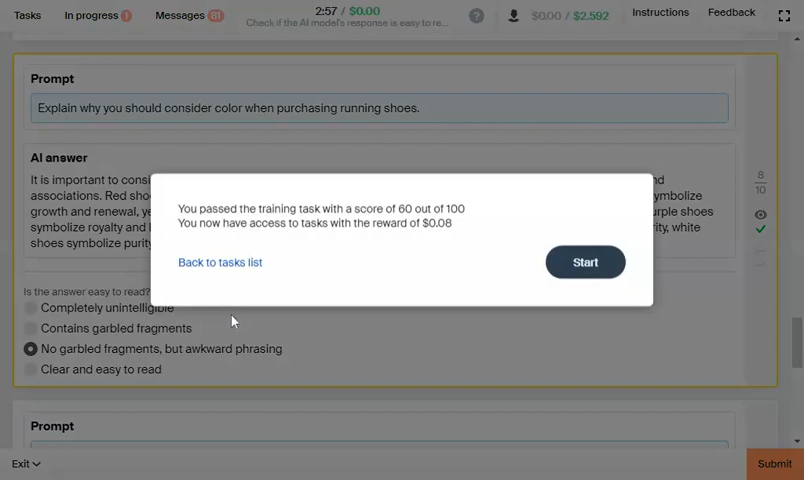 Tasks
In progress 1
Messages 61
2:57 / $0.00
Check if the AI model's response is easy to re...
?
$0.00 / $2.592
Instructions
Feedback
Prompt
Explain why you should consider color when purchasing running shoes.
AI answer
It is important to consi nd
associations. Red sho ymbolize
growth and renewal, ye urple shoes
symbolize royalty and l rity, white
shoes symbolize purity
8
10
You passed the training task with a score of 60 out of 100
You now have access to tasks with the reward of $0.08
Back to tasks list
Start
Is the answer easy to read?
Completely unintelligible
Contains garbled fragments
No garbled fragments, but awkward phrasing
Clear and easy to read
Prompt
Exit
Submit